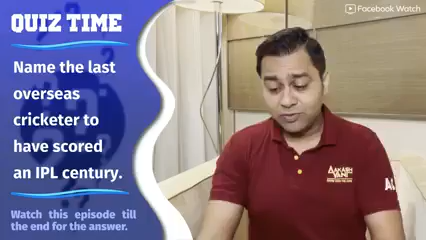 QUIZ TIME
Facebook Watch
Name the last
overseas
cricketer to
have scored
an IPL century.
AAKASH
VANI
Watch this episode till
the end for the answer.